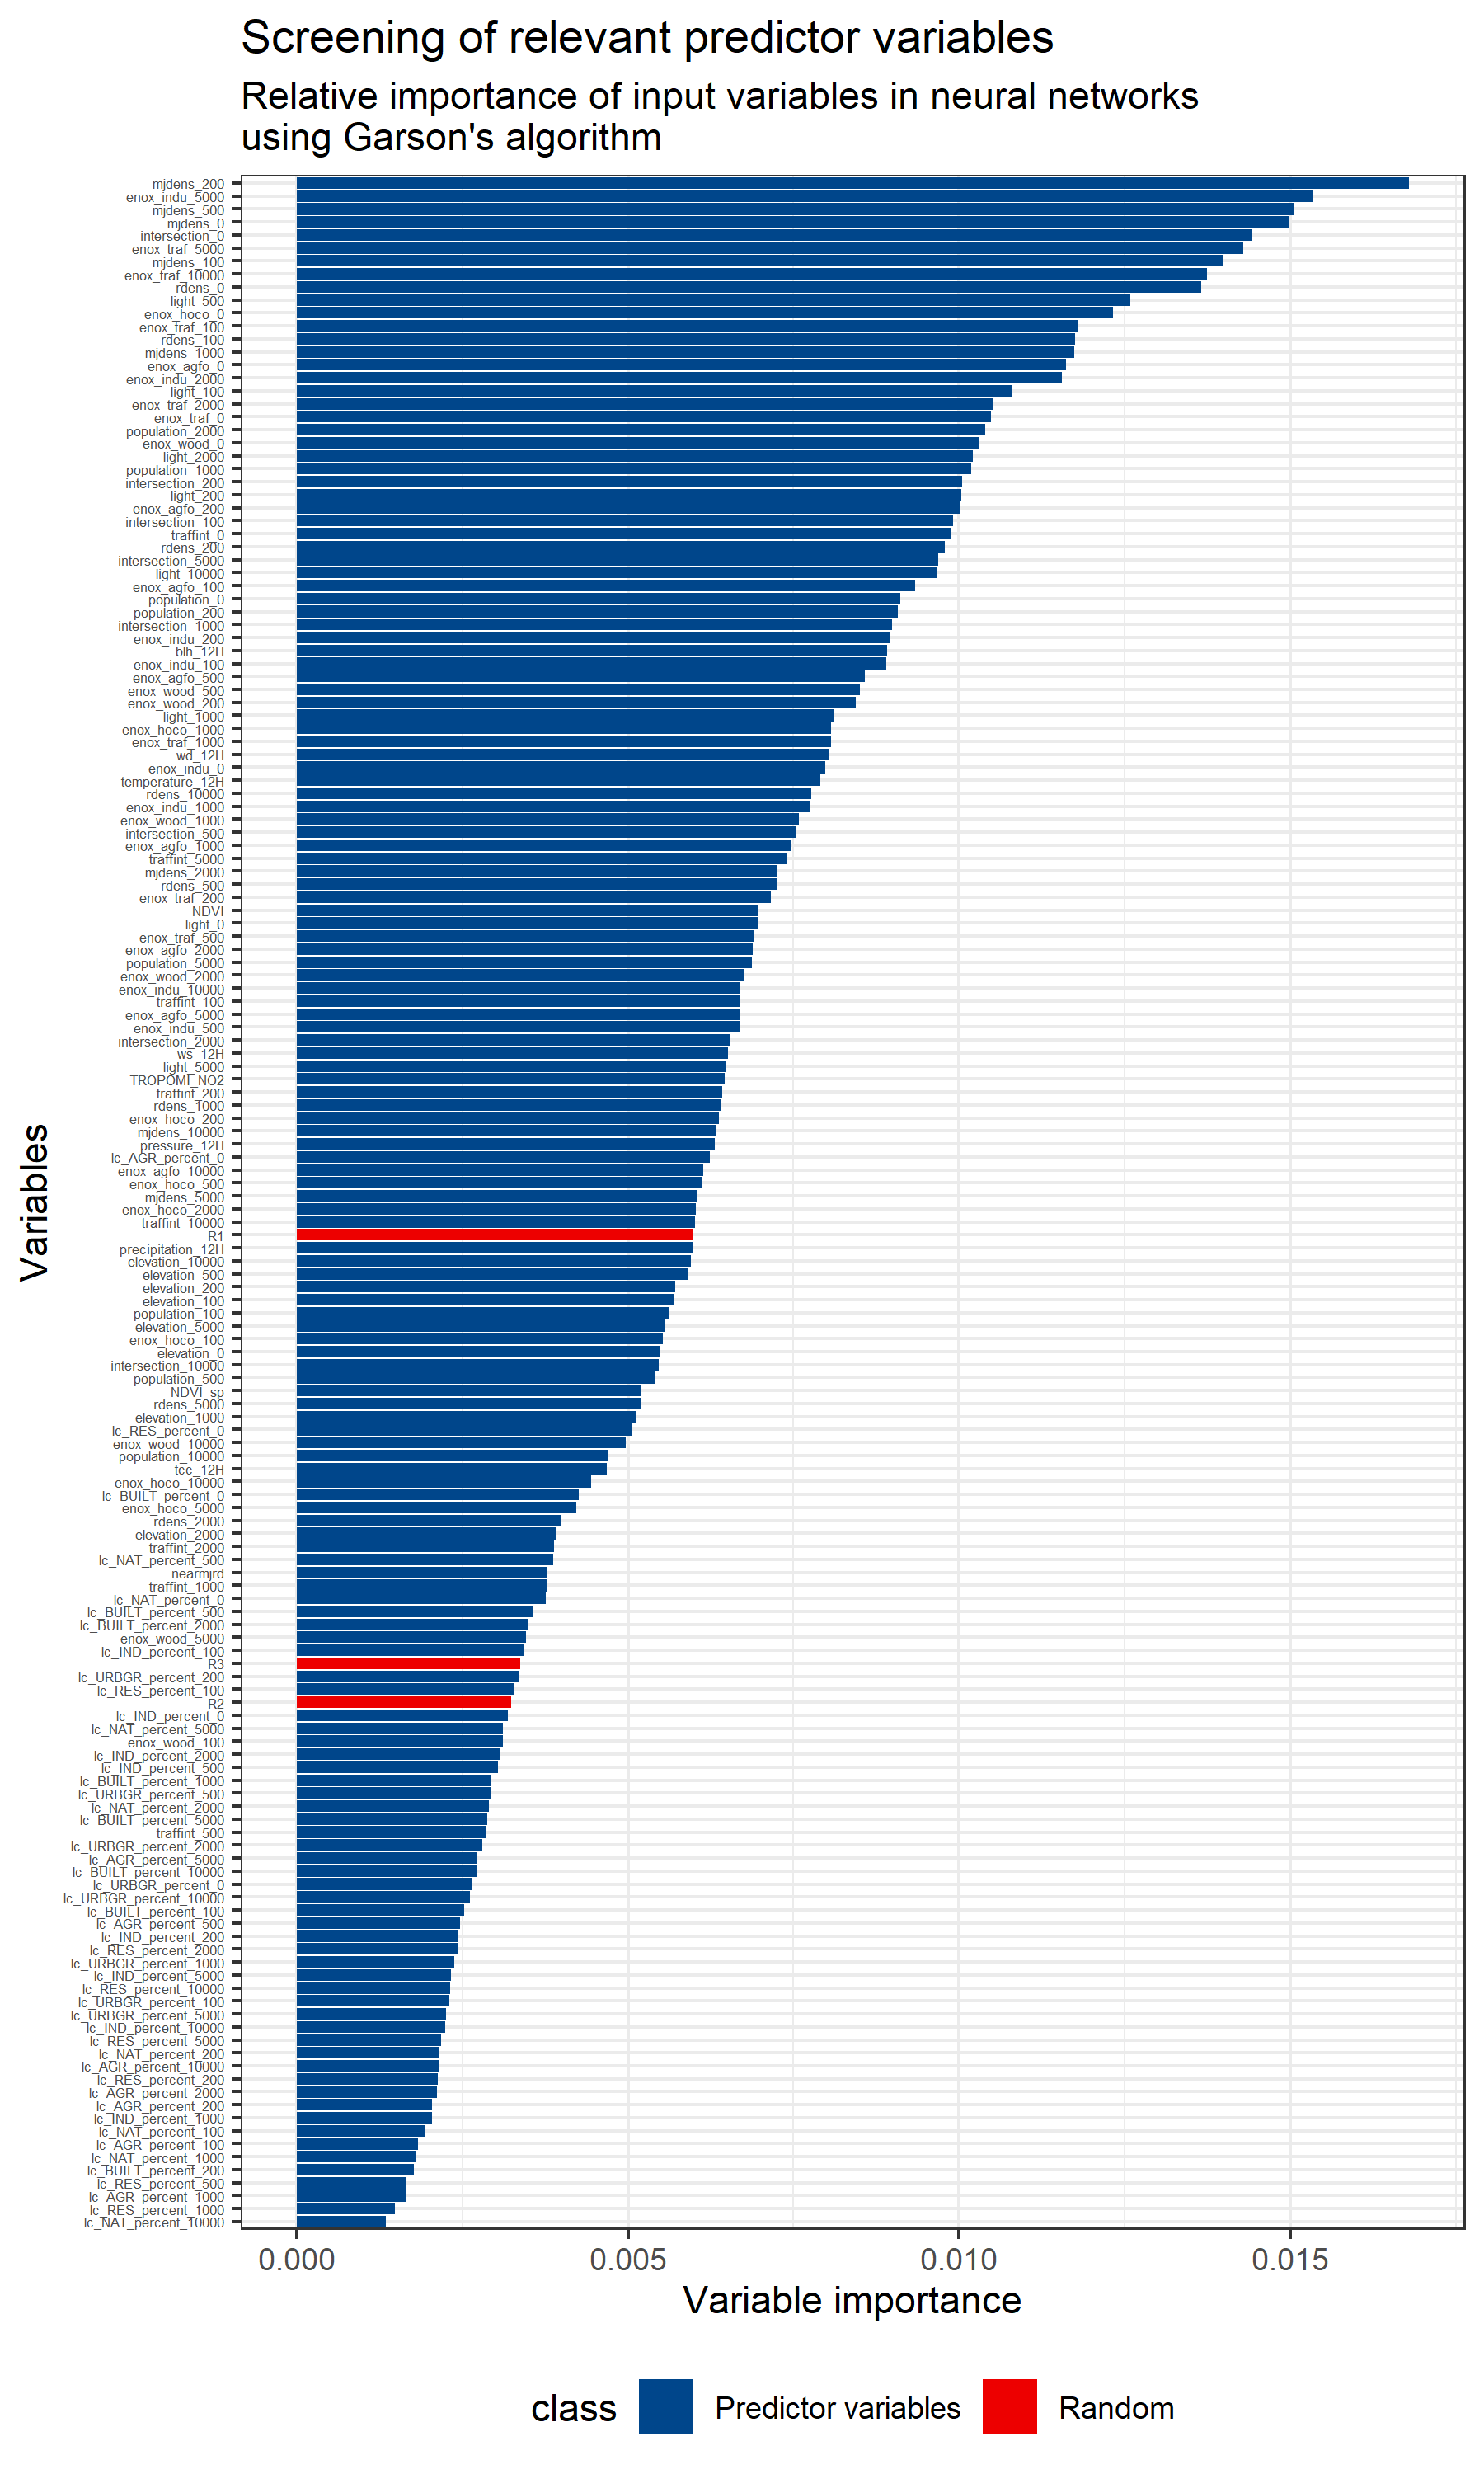 Screening of relevant predictor variables
Relative importance of input variables in neural networks
using Garson's algorithm
mjdens_200
enox_indu_5000
mjdens_500
mjdens_0
intersection_0
enox_traf_5000
mjdens_100
enox_traf_10000
rdens_0
light_500
enox_hoco_0
enox_traf_100
rdens_100
mjdens_1000
enox_agfo_0
enox_indu_2000
light_100
enox_traf_2000
enox_traf_0
population_2000
enox_wood_0
light_2000
population_1000
intersection_200
light_200
enox_agfo_200
intersection_100
traffint_0
rdens_200
intersection_5000
light_10000
enox_agfo_100
population_0
population_200
intersection_1000
enox_indu_200
blh_12H
enox_indu_100
enox_agfo_500
enox_wood_500
enox_wood_200
light_1000
enox_hoco_1000
enox_traf_1000
wd_12H
enox_indu_0
temperature_12H
rdens_10000
enox_indu_1000
enox_wood_1000
intersection_500
enox_agfo_1000
traffint_5000
mjdens_2000
rdens_500
enox_traf_200
NDVI
light_0
enox_traf_500
enox_agfo_2000
population_5000
enox_wood_2000
enox_indu_10000
traffint_100
enox_agfo_5000
enox_indu_500
intersection_2000
ws_12H
light_5000
TROPOMI_NO2
traffint_200
rdens_1000
enox_hoco_200
mjdens_10000
pressure_12H
lc_AGR_percent_0
enox_agfo_10000
enox_hoco_500
mjdens_5000
enox_hoco_2000
traffint_10000
R1
precipitation_12H
elevation_10000
elevation_500
elevation_200
elevation_100
population_100
elevation_5000
enox_hoco_100
elevation_0
intersection_10000
population_500
NDVI_sp
rdens_5000
elevation_1000
lc_RES_percent_0
enox_wood_10000
population_10000
tcc_12H
enox_hoco_10000
lc_BUILT_percent_0
enox_hoco_5000
rdens_2000
elevation_2000
traffint_2000
lc_NAT_percent_500
nearmjrd
traffint_1000
lc_NAT_percent_0
lc_BUILT_percent_500
lc_BUILT_percent_2000
enox_wood_5000
lc_IND_percent_100
R3
lc_URBGR_percent_200
lc_RES_percent_100
R2
lc_IND_percent_0
lc_NAT_percent_5000
enox_wood_100
lc_IND_percent_2000
lc_IND_percent_500
lc_BUILT_percent_1000
lc_URBGR_percent_500
lc_NAT_percent_2000
lc_BUILT_percent_5000
traffint_500
lc_URBGR_percent_2000
lc_AGR_percent_5000
lc_BUILT_percent_10000
lc_URBGR_percent_0
lc_URBGR_percent_10000
lc_BUILT_percent_100
lc_AGR_percent_500
lc_IND_percent_200
lc_RES_percent_2000
lc_URBGR_percent_1000
lc_IND_percent_5000
lc_RES_percent_10000
lc_URBGR_percent_100
lc_URBGR_percent_5000
lc_IND_percent_10000
lc_RES_percent_5000
lc_NAT_percent_200
lc_AGR_percent_10000
lc_RES_percent_200
lc_AGR_percent_2000
lc_AGR_percent_200
lc_IND_percent_1000
lc_NAT_percent_100
lc_AGR_percent_100
lc_NAT_percent_1000
lc_BUILT_percent_200
lc_RES_percent_500
lc_AGR_percent_1000
lc_RES_percent_1000
lc_NAT_percent_10000
Variables
0.000 0.005 0.010 0.015
Variable importance
class Predictor variables Random